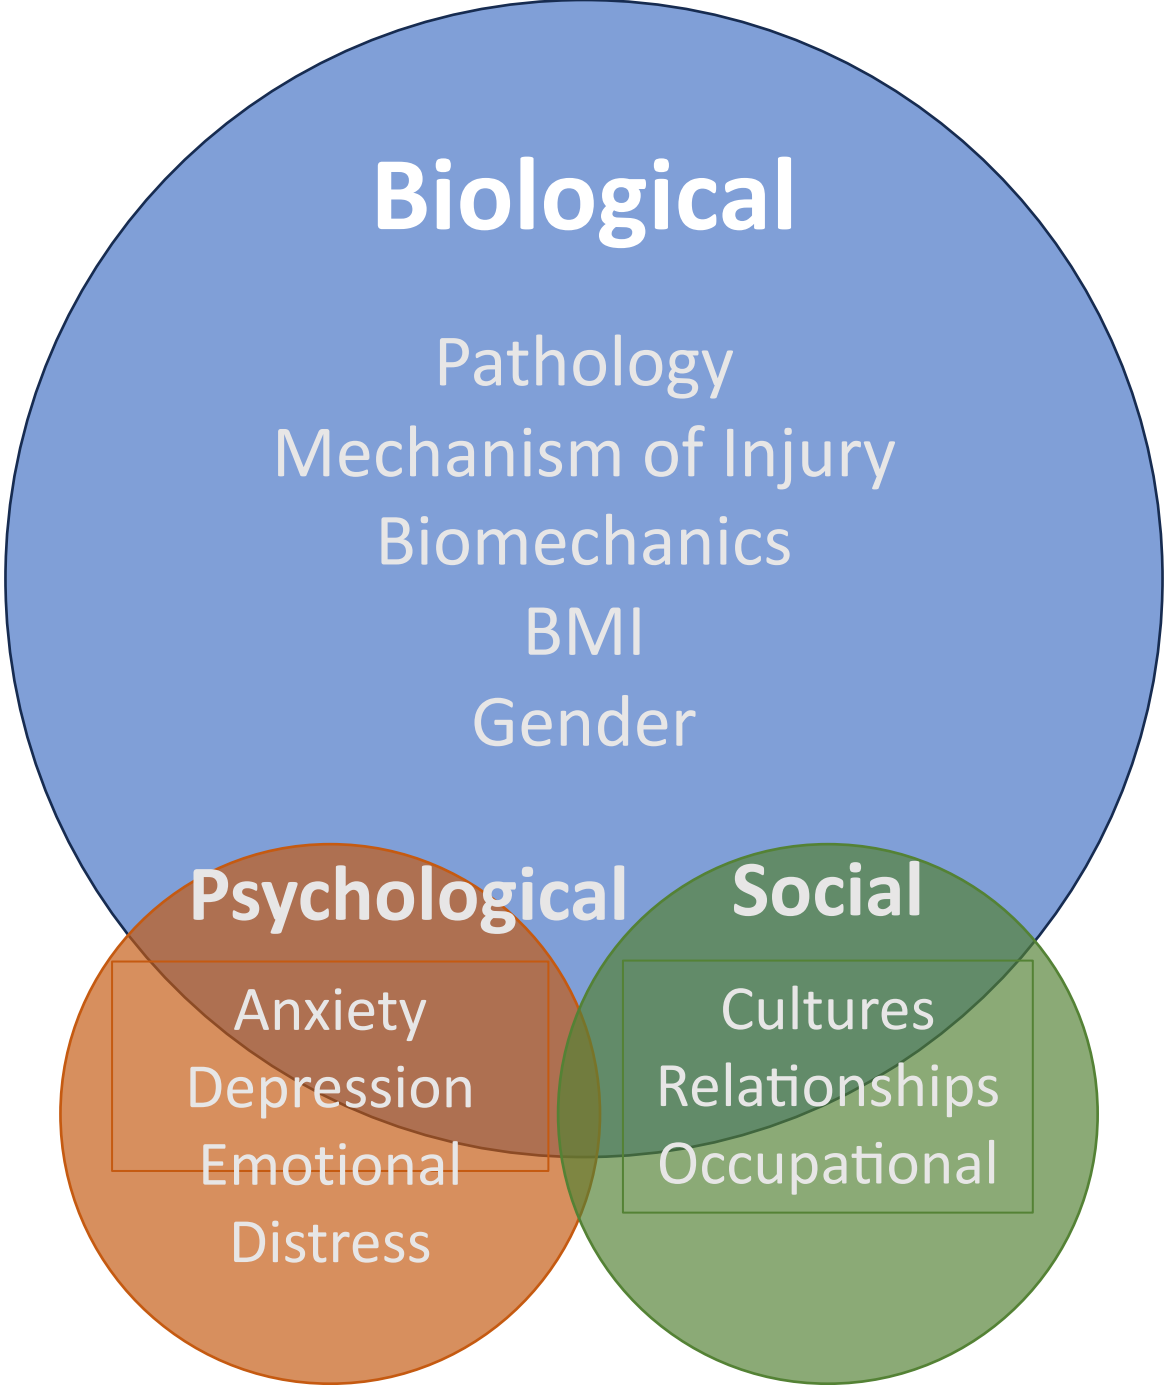 Biological
Pathology
Mechanism of Injury
Biomechanics
BMI
Gender
Psychological
Anxiety
Depression
Emotional
Distress
Social
Cultures
Relationships
Occupational